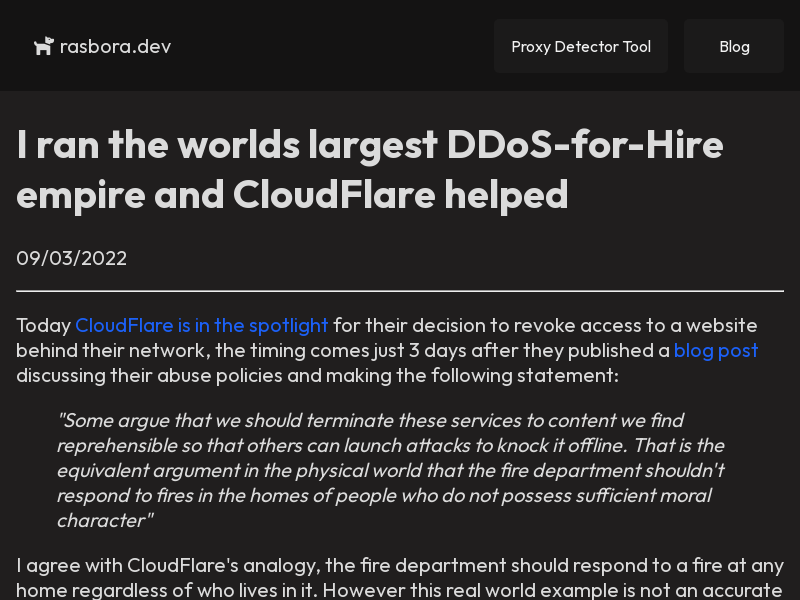 rasbora.dev
Proxy Detector Tool
Blog
I ran the worlds largest DDoS-for-Hire
empire and CloudFlare helped
09/03/2022
Today CloudFlare is in the spotlight for their decision to revoke access to a website
behind their network, the timing comes just 3 days after they published a blog post
discussing their abuse policies and making the following statement:
"Some argue that we should terminate these services to content we find
reprehensible so that others can launch attacks to knock it offline. That is the
equivalent argument in the physical world that the fire department shouldn't
respond to fires in the homes of people who do not possess sufficient moral
character"
I agree with CloudFlare's analogy, the fire department should respond to a fire at any
home regardless of who lives in it. However this real world example is not an accurate